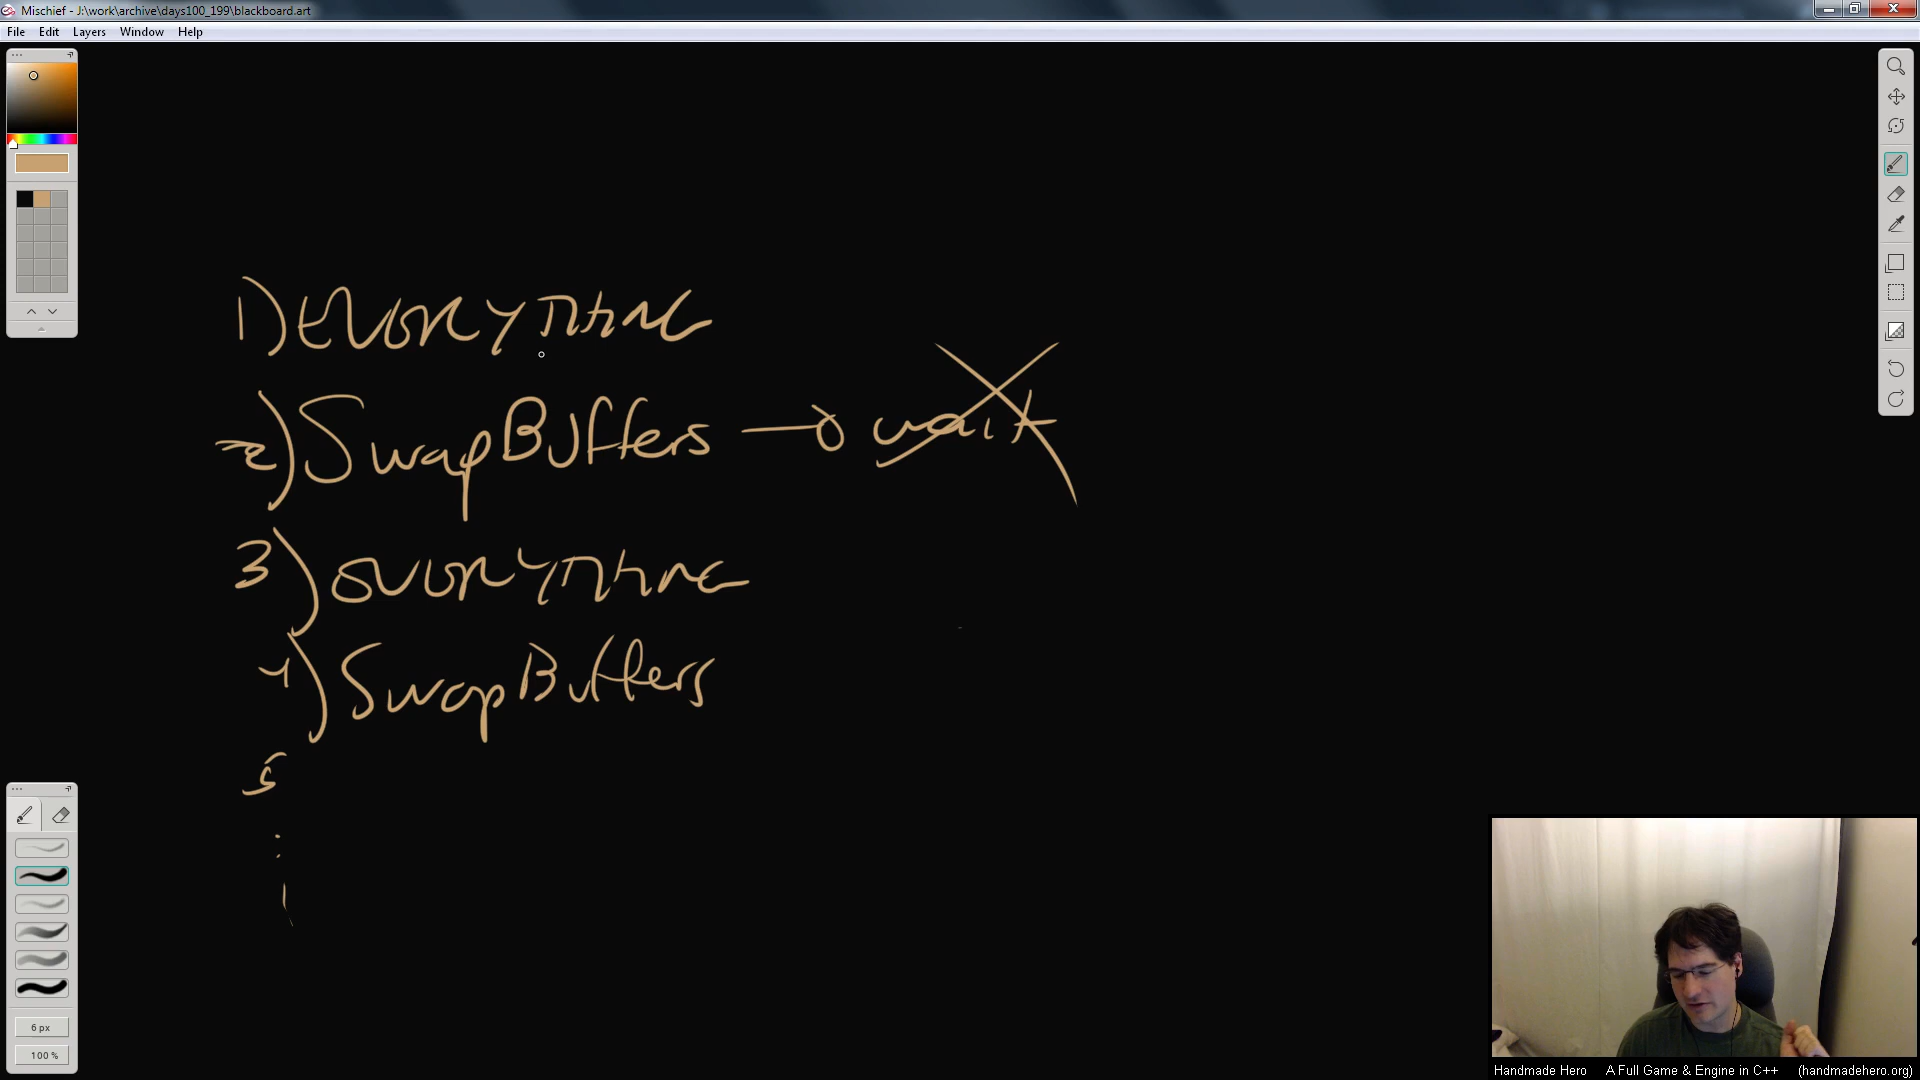 Mischief - J:\work\archive\days100_199\blackboard.art
File Edit Layers Window Help
1) EVERYTHING
2) SwapBuffers → wait
3) EVERYTHING
4) SwapBuffers
5
6 px
100 %
Handmade Hero A Full Game & Engine in C++ (handmadehero.org)